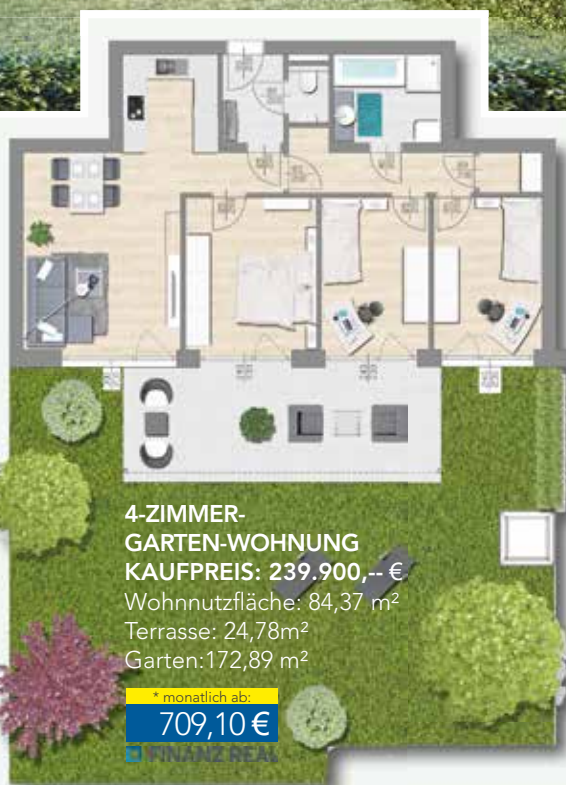 4-ZIMMER-
GARTEN-WOHNUNG
KAUFPREIS: 239.900,-- €
Wohnnutzfläche: 84,37 m²
Terrasse: 24,78m²
Garten:172,89 m²
* monatlich ab:
709,10 €
FINANZ REAL